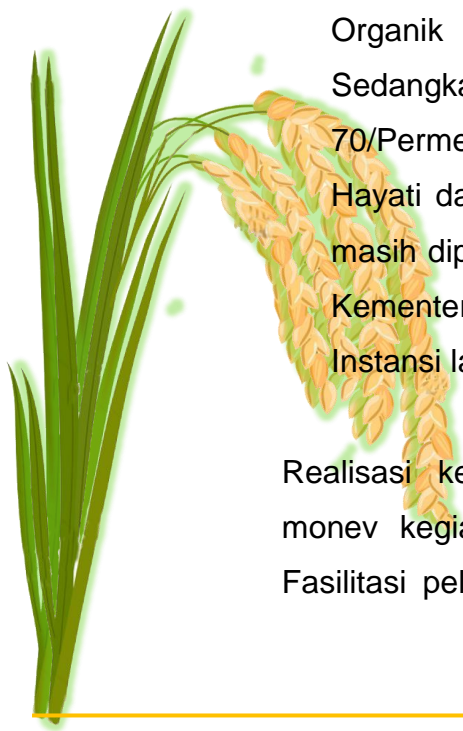 Organik
Sedangka
70/Perme
Hayati da
masih dip
Kementer
Instansi la
Realisasi ke
monev kegia
Fasilitasi pel